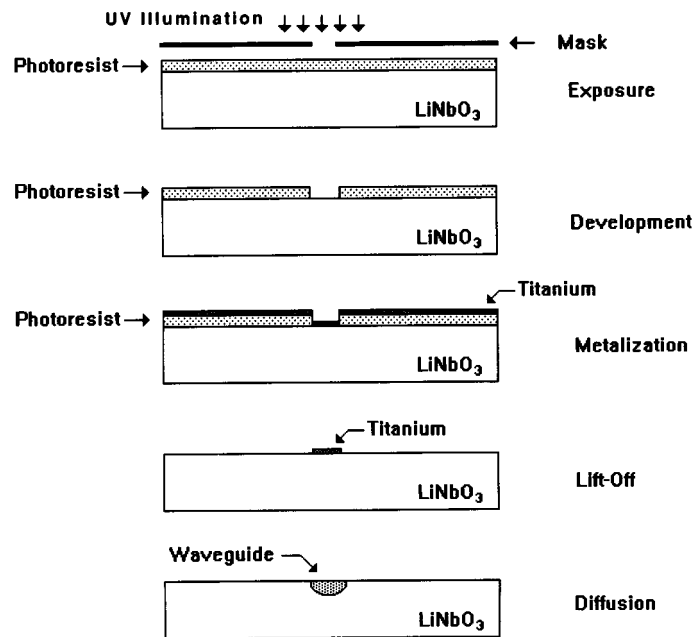 UV Illumination
Mask
Photoresist
Exposure
LiNbO3
Photoresist
Development
LiNbO3
Titanium
Photoresist
Metalization
LiNbO3
Titanium
Lift-Off
LiNbO3
Waveguide
Diffusion
LiNbO3